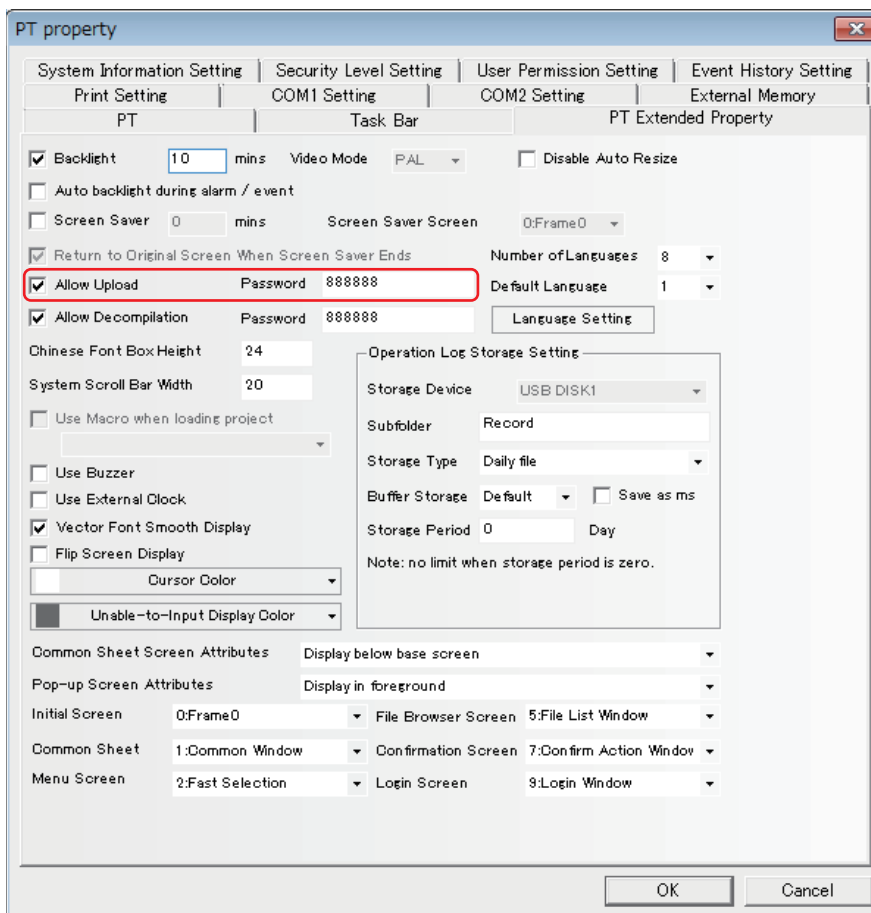 PT property
System Information Setting Security Level Setting User Permission Setting Event History Setting
Print Setting COM1 Setting COM2 Setting External Memory
PT Task Bar PT Extended Property
Backlight 10 mins Video Mode PAL Disable Auto Resize
Auto backlight during alarm / event
Screen Saver 0 mins Screen Saver Screen 0:Frame0
Return to Original Screen When Screen Saver Ends Number of Languages 8
Allow Upload Password 888888 Default Language 1
Allow Decompilation Password 888888 Language Setting
Chinese Font Box Height 24
Operation Log Storage Setting
System Scroll Bar Width 20
Storage Device USB DISK1
Use Macro when loading project
Subfolder Record
Storage Type Daily file
Use Buzzer
Use External Clock
Buffer Storage Default Save as ms
Vector Font Smooth Display
Storage Period 0 Day
Flip Screen Display
Note: no limit when storage period is zero.
Cursor Color
Unable-to-Input Display Color
Common Sheet Screen Attributes Display below base screen
Pop-up Screen Attributes Display in foreground
Initial Screen 0:Frame0 File Browser Screen 5:File List Window
Common Sheet 1:Common Window Confirmation Screen 7:Confirm Action Window
Menu Screen 2:Fast Selection Login Screen 9:Login Window
OK Cancel